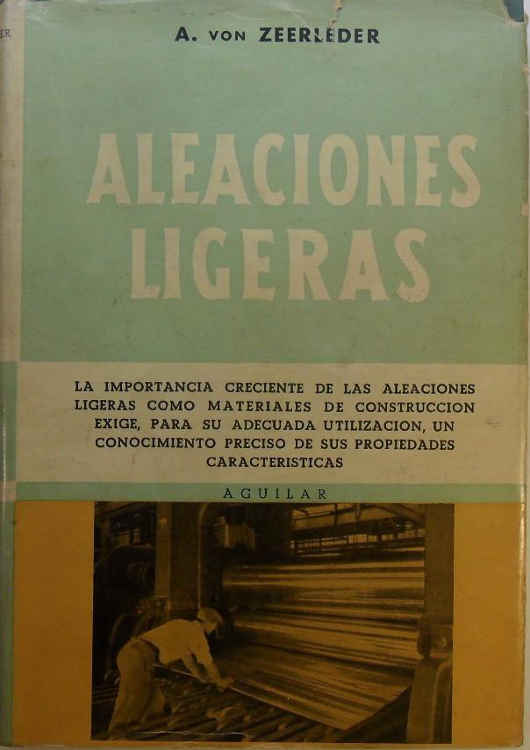 A. VON ZEERLEDER
ALEACIONES
LIGERAS
LA IMPORTANCIA CRECIENTE DE LAS ALEACIONES
LIGERAS COMO MATERIALES DE CONSTRUCCION
EXIGE, PARA SU ADECUADA UTILIZACION, UN
CONOCIMIENTO PRECISO DE SUS PROPIEDADES
CARACTERISTICAS
AGUILAR